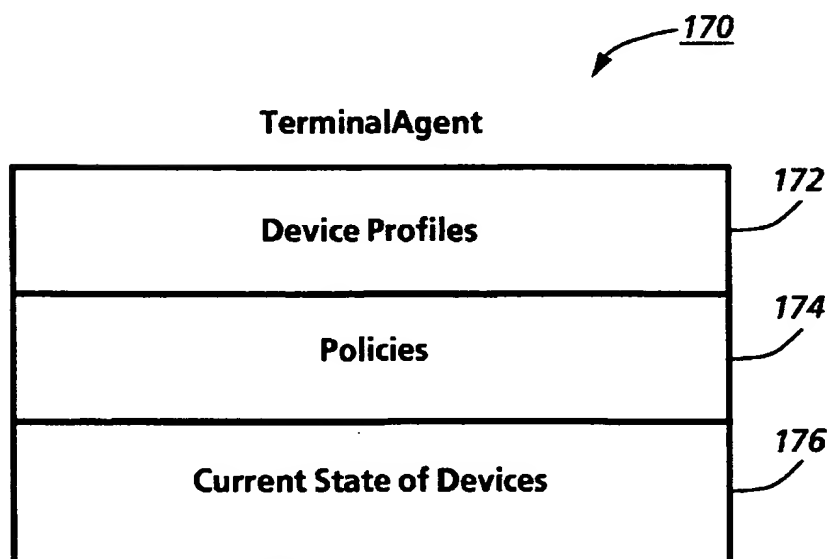 170
TerminalAgent
172
Device Profiles
174
Policies
176
Current State of Devices